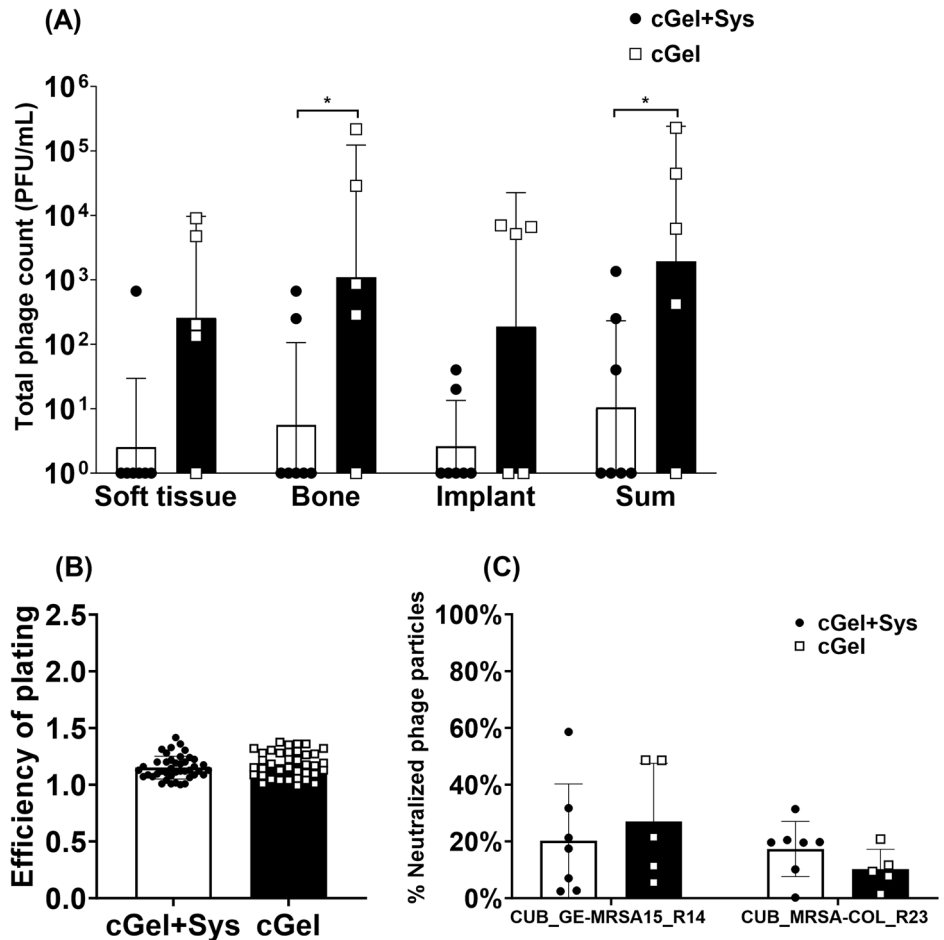 (A)
cGel+Sys
cGel
Total phage count (PFU/mL)
10⁶
10⁵
10⁴
10³
10²
10¹
10⁰
*
*
Soft tissue Bone Implant Sum
(B)
Efficiency of plating
2.5
2.0
1.5
1.0
0.5
0.0
cGel+Sys cGel
(C)
% Neutralized phage particles
100%
80%
60%
40%
20%
0%
cGel+Sys
cGel
CUB_GE-MRSA15_R14 CUB_MRSA-COL_R23